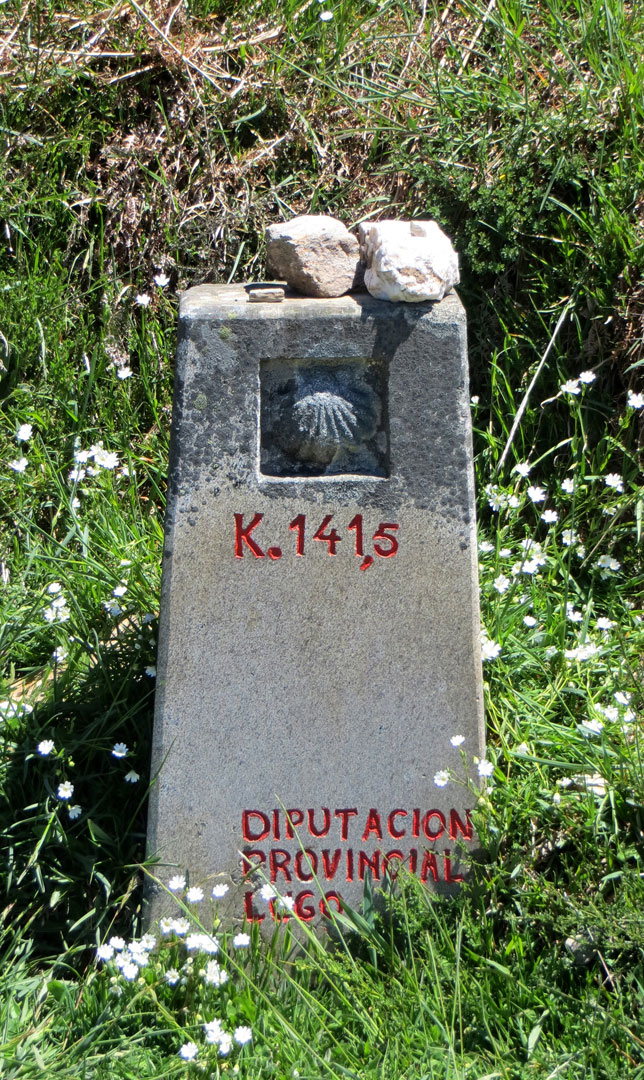 K.141,5
DIPUTACION
PROVINCIAL
LUGO